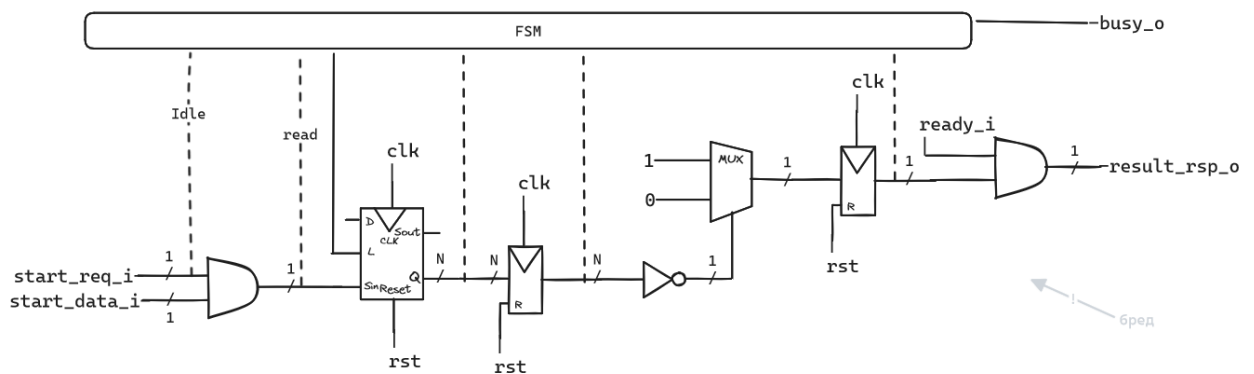 FSM
busy_o
Idle
read
clk
clk
clk
ready_i
MUX
1
0
1
1
1
result_rsp_o
R
rst
D
CLK
Sout
L
Q
Sin
Reset
N
N
N
1
R
rst
rst
start_req_i
1
start_data_i
1
1
!
бред